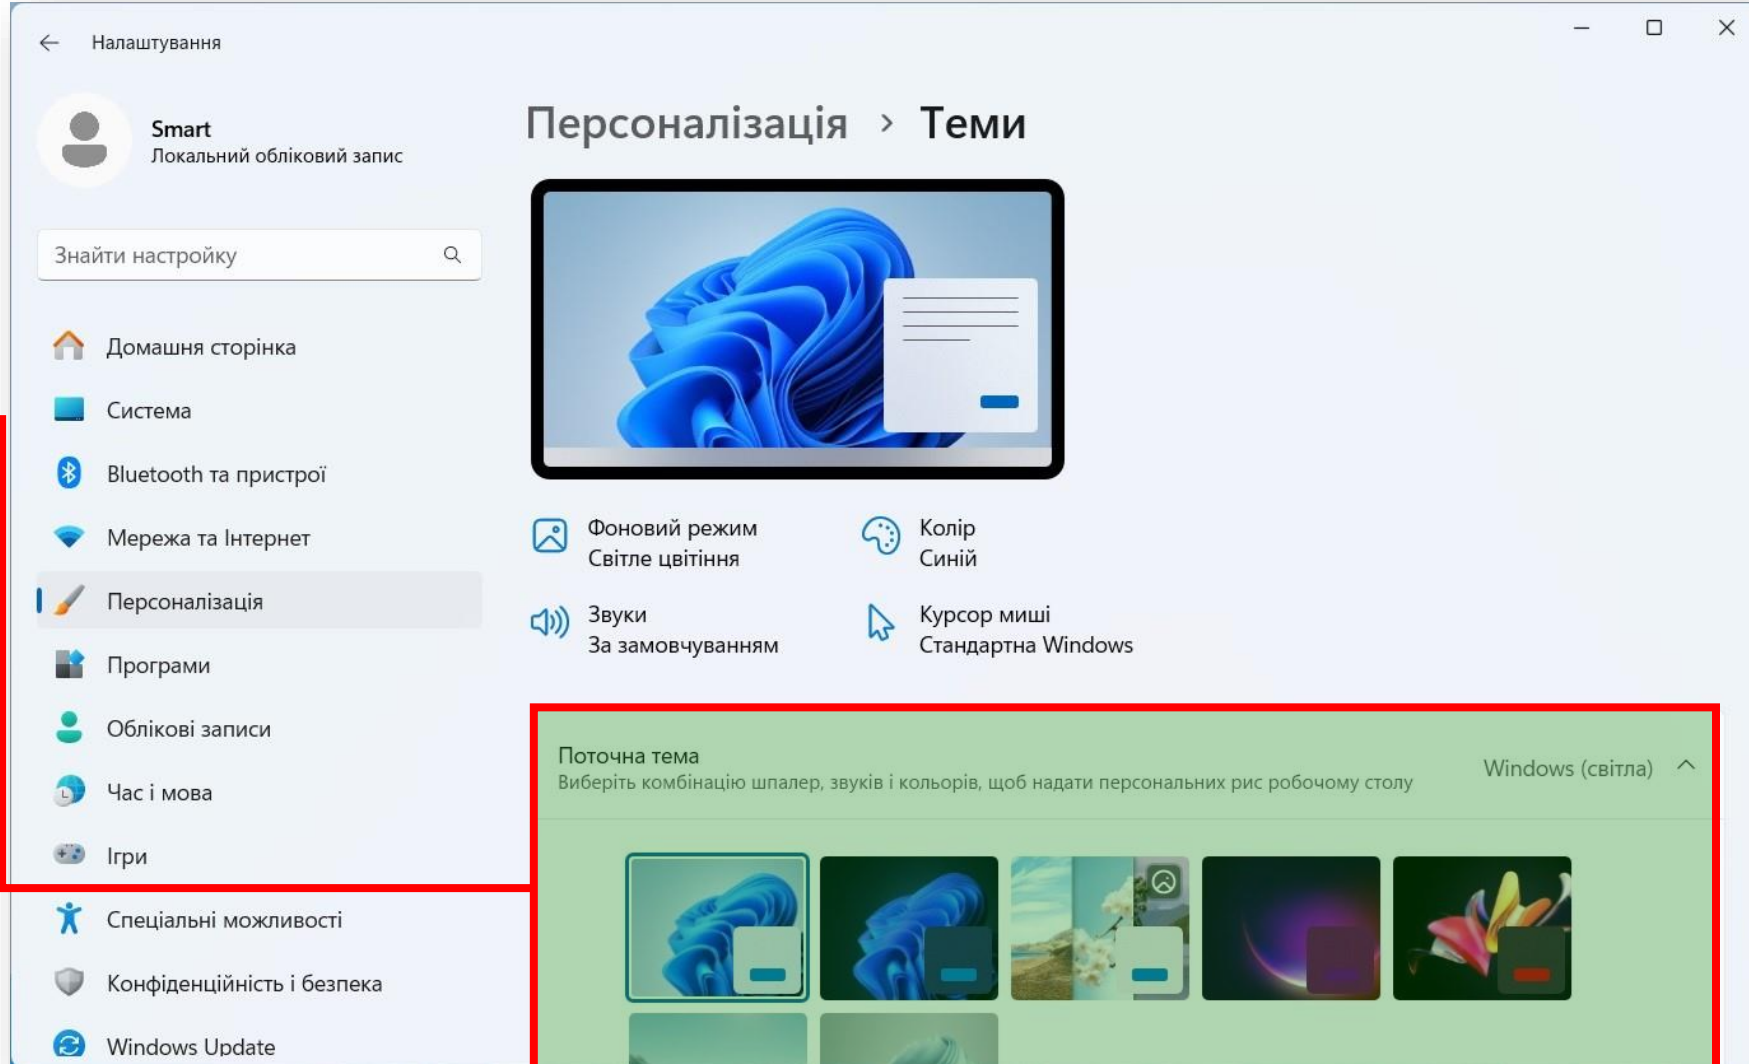 Налаштування
Smart
Локальний обліковий запис
Знайти настройку
Домашня сторінка
Система
Bluetooth та пристрої
Мережа та Інтернет
Персоналізація
Програми
Облікові записи
Час і мова
Ігри
Спеціальні можливості
Конфіденційність і безпека
Windows Update
Персоналізація › Теми
Фоновий режим
Світле цвітіння
Колір
Синій
Звуки
За замовчуванням
Курсор миші
Стандартна Windows
Поточна тема
Виберіть комбінацію шпалер, звуків і кольорів, щоб надати персональних рис робочому столу
Windows (світла)